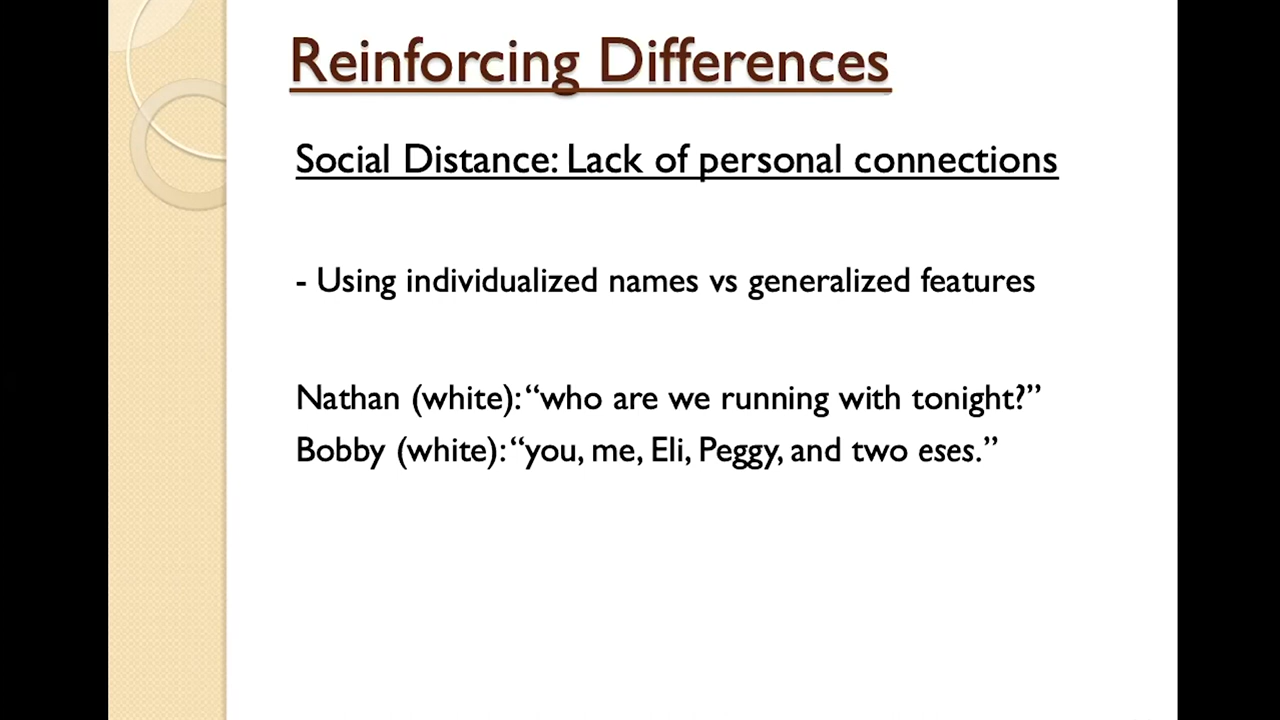 Reinforcing Differences
Social Distance: Lack of personal connections
- Using individualized names vs generalized features
Nathan (white): “who are we running with tonight?”
Bobby (white): “you, me, Eli, Peggy, and two eses.”